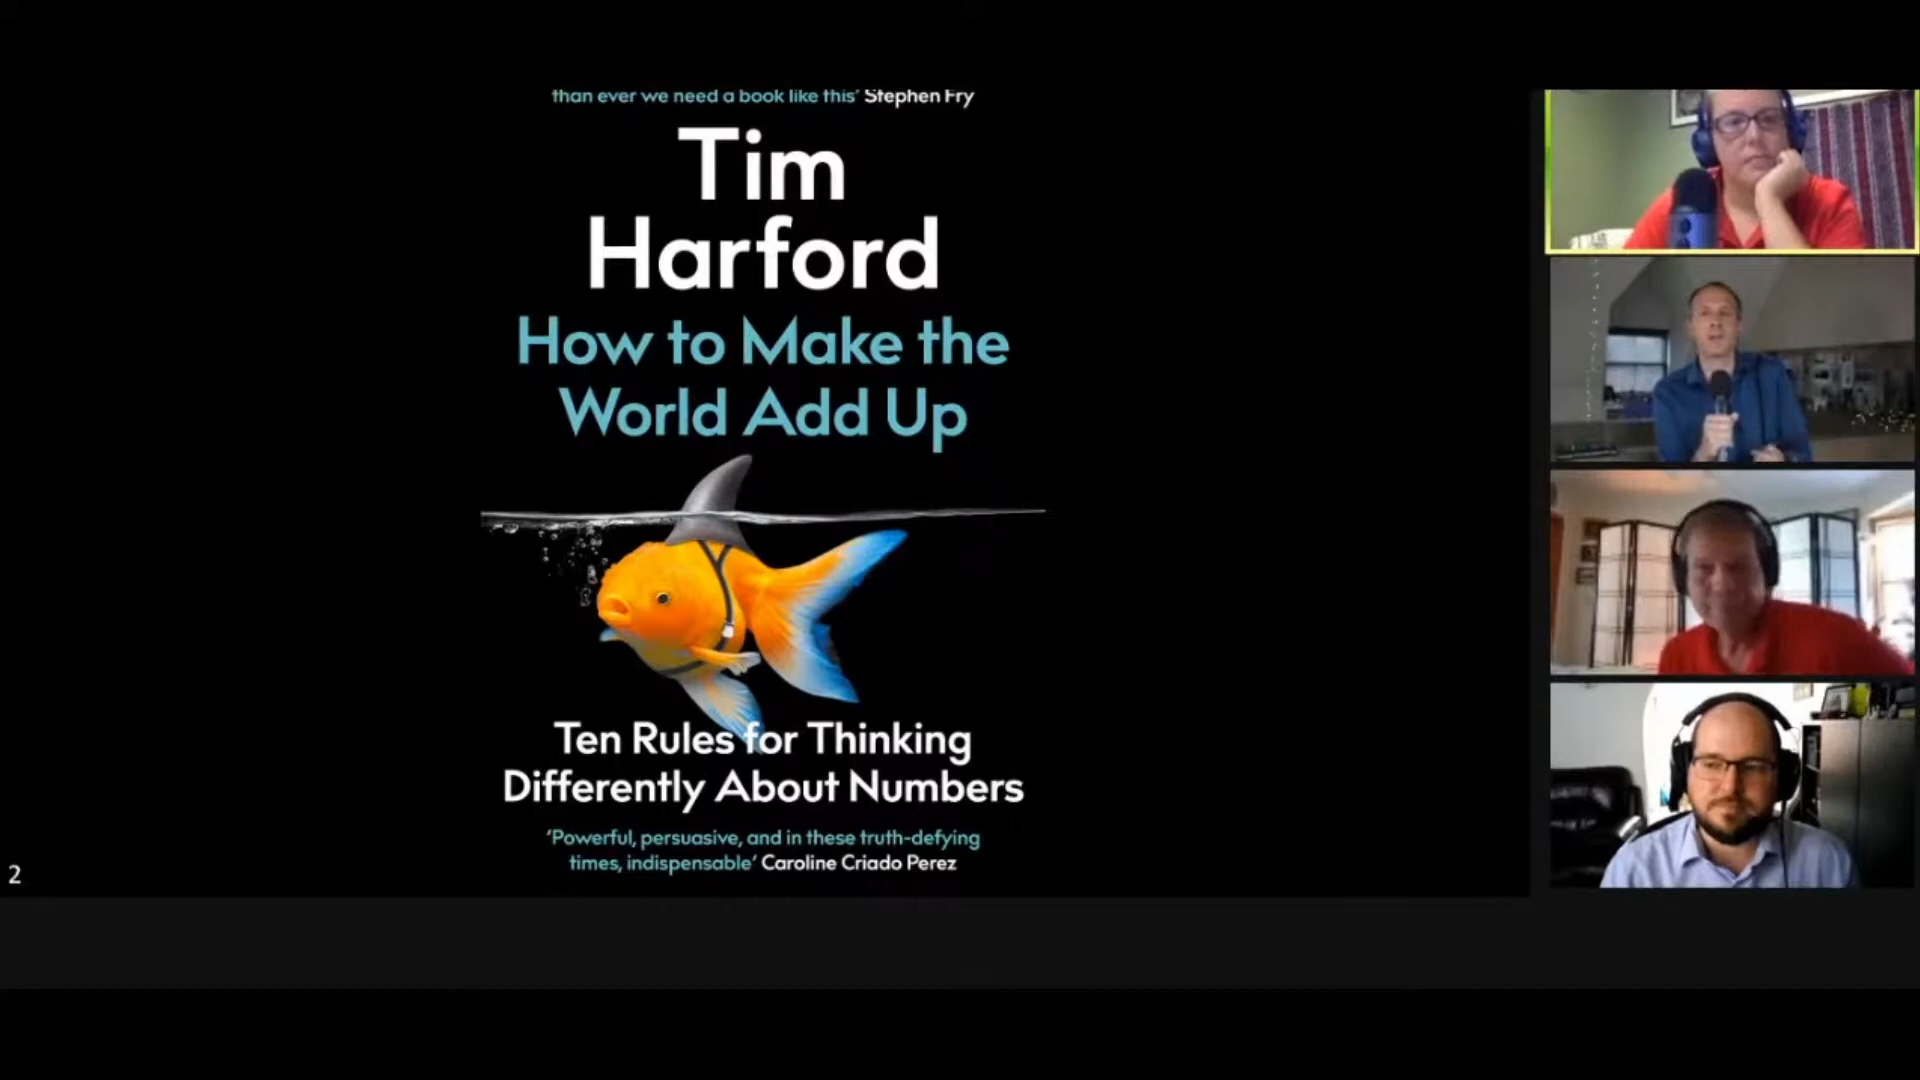 than ever we need a book like this' Stephen Fry
Tim
Harford
How to Make the
World Add Up
Ten Rules for Thinking
Differently About Numbers
'Powerful, persuasive, and in these truth-defying
times, indispensable' Caroline Criado Perez
2